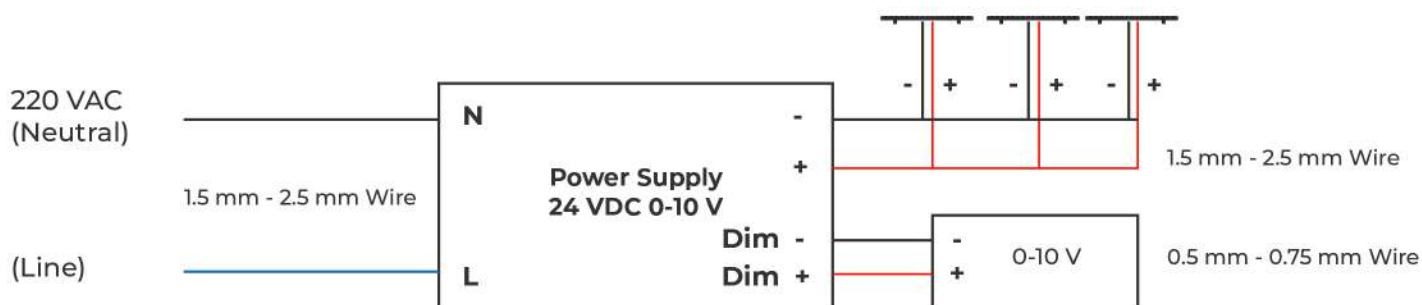 - + - + - +
220 VAC
(Neutral)
N
-
1.5 mm - 2.5 mm Wire
+
Power Supply
24 VDC 0-10 V
1.5 mm - 2.5 mm Wire
Dim -
-
0-10 V
0.5 mm - 0.75 mm Wire
(Line)
L
Dim +
+